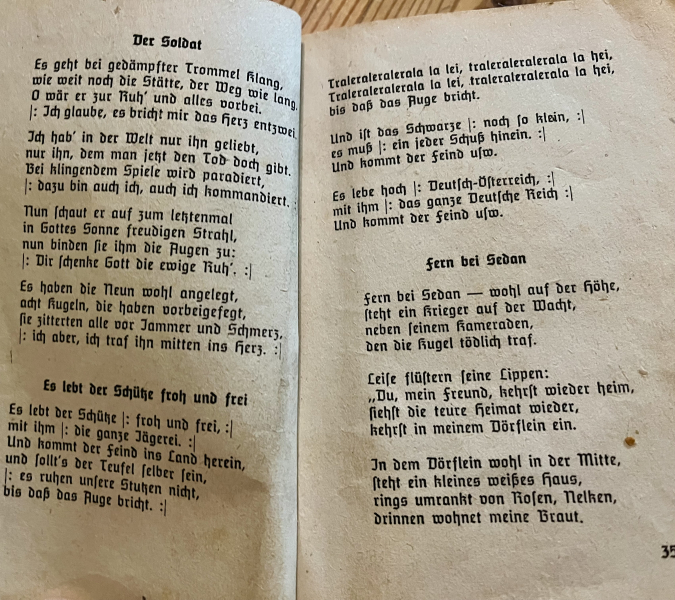 Der Soldat
Es geht bei gedämpfter Trommel Klang,
wie weit noch die Stätte, der Weg wie lang.
O wär er zur Ruh' und alles vorbei.
|: Ich glaube, es bricht mir das Herz entzwei.
Ich hab' in der Welt nur ihn geliebt,
nur ihn, dem man jetzt den Tod doch gibt.
Bei klingendem Spiele wird paradiert,
|: dazu bin auch ich, auch ich kommandiert. :
Nun schaut er auf zum letztenmal
in Gottes Sonne freudigen Strahl,
nun binden sie ihm die Augen zu:
|: Dir schenke Gott die ewige Ruh'. :|
Es haben die Neun wohl angelegt,
acht Kugeln, die haben vorbeigefegt,
sie zitterten alle vor Jammer und Schmerz,
|: ich aber, ich traf ihn mitten ins Herz. :|
Es lebt der Schütze froh und frei
Es lebt der Schütze |: froh und frei, :|
mit ihm |: die ganze Jägerei. :|
Und kommt der Feind ins Land herein,
und sollt's der Teufel selber sein,
|: es ruhen unsre Stutzen nicht,
bis daß das Auge bricht. :|
Traleraleralerala la lei, traleraleralerala la hei,
Traleraleralerala la lei, traleraleralerala la hei,
bis daß das Auge bricht.
Und ist das Schwarze |: noch so klein, :|
es muß |: ein jeder Schuß hinein. :|
Und kommt der Feind usw.
Es lebe hoch |: Deutsch-Österreich, :|
mit ihm |: das ganze Deutsche Reich :|
Und kommt der Feind usw.
Fern bei Sedan
Fern bei Sedan — wohl auf der Höhe,
steht ein Krieger auf der Wacht,
neben seinem Kameraden,
den die Kugel tödlich traf.
Leise flüstern seine Lippen:
„Du, mein Freund, kehrst wieder heim,
siehst die teure Heimat wieder,
kehrst in meinem Dörflein ein.
In dem Dörflein wohl in der Mitte,
steht ein kleines weißes Haus,
rings umrankt von Rosen, Nelken,
drinnen wohnet meine Braut.
35